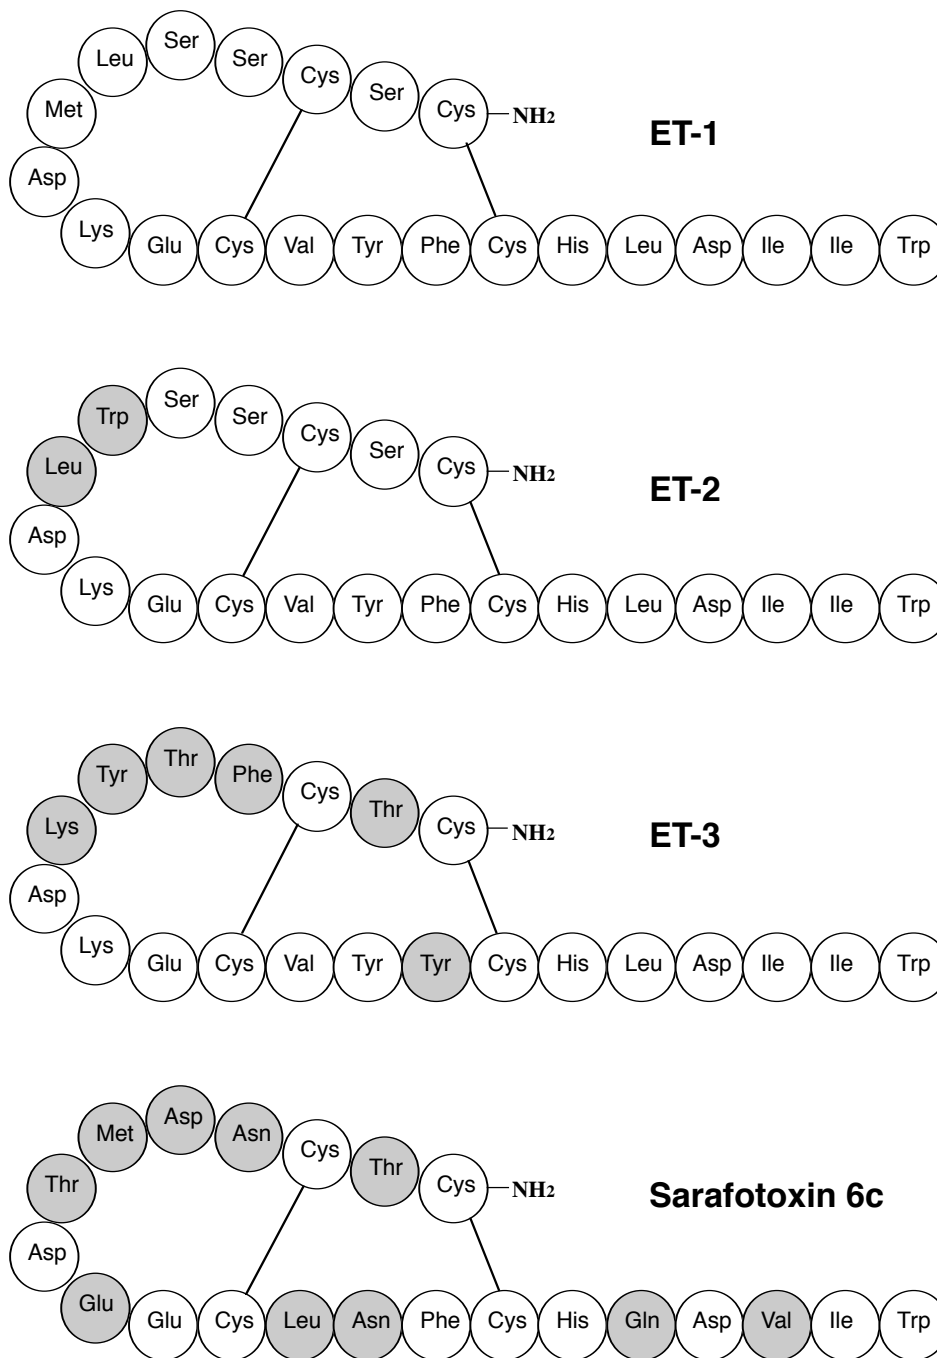 Leu Ser Ser Cys Ser Cys NH2
Met
ET-1
Asp
Lys Glu Cys Val Tyr Phe Cys His Leu Asp Ile Ile Trp
Trp Ser Ser Cys Ser Cys NH2
Leu
ET-2
Asp
Lys Glu Cys Val Tyr Phe Cys His Leu Asp Ile Ile Trp
Tyr Thr Phe Cys Thr Cys NH2
Lys
ET-3
Asp
Lys Glu Cys Val Tyr Tyr Cys His Leu Asp Ile Ile Trp
Met Asp Asn Cys Thr Cys NH2
Thr
Sarafotoxin 6c
Asp
Glu Glu Cys Leu Asn Phe Cys His Gln Asp Val Ile Trp